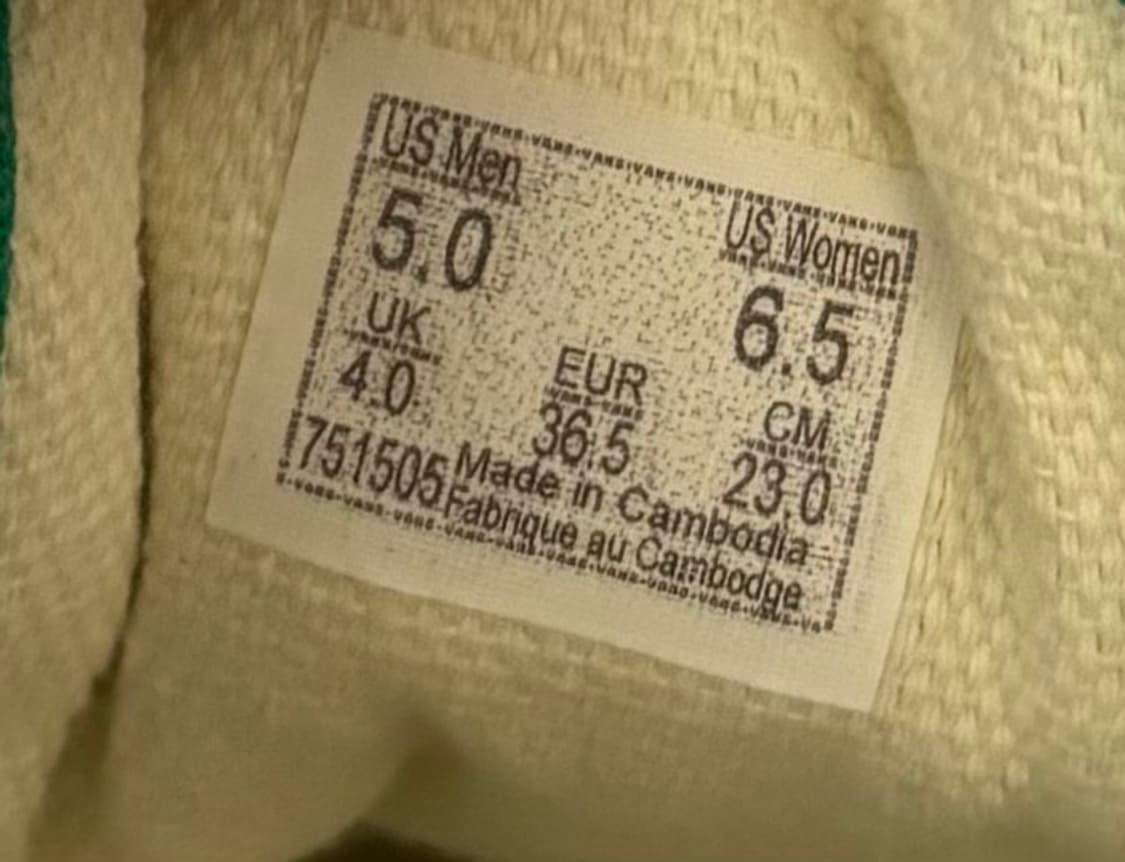 US Men
5.0
US Women
6.5
UK
4.0
EUR
36.5
CM
23.0
751505
Made in Cambodia
Fabrique au Cambodge